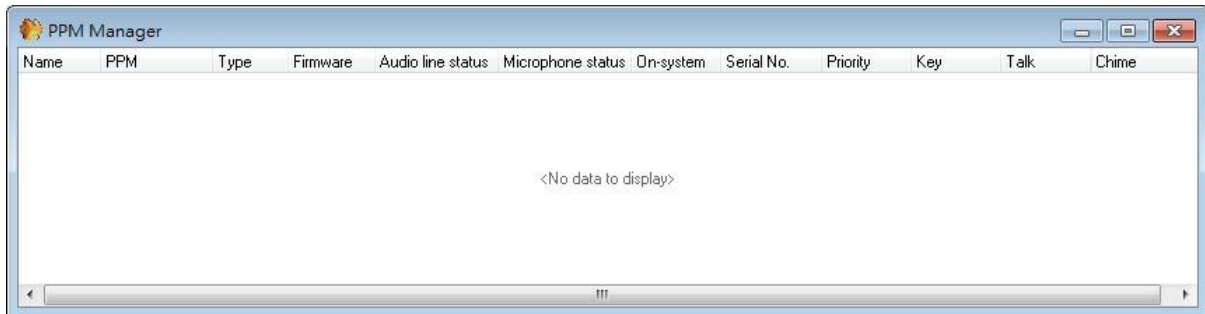 PPM Manager
Name PPM Type Firmware Audio line status Microphone status On-system Serial No. Priority Key Talk Chime
<No data to display>